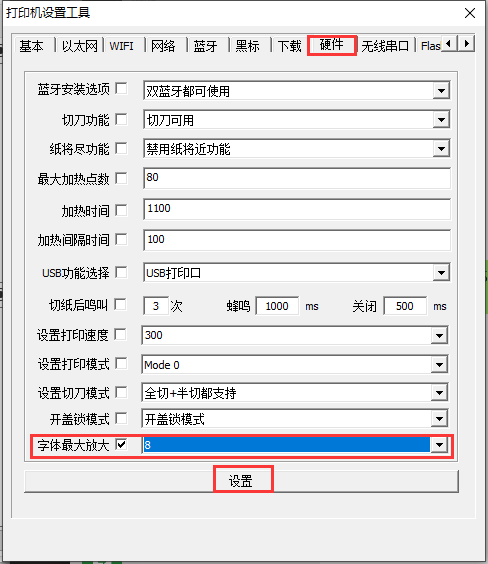 打印机设置工具
基本 以太网 WIFI 网络 蓝牙 黑标 下载 硬件 无线串口 Flas
蓝牙安装选项 双蓝牙都可使用
切刀功能 切刀可用
纸将尽功能 禁用纸将近功能
最大加热点数 80
加热时间 1100
加热间隔时间 100
USB功能选择 USB打印口
切纸后鸣叫 3 次 蜂鸣 1000 ms 关闭 500 ms
设置打印速度 300
设置打印模式 Mode 0
设置切刀模式 全切+半切都支持
开盖锁模式 开盖锁模式
字体最大放大 8
设置